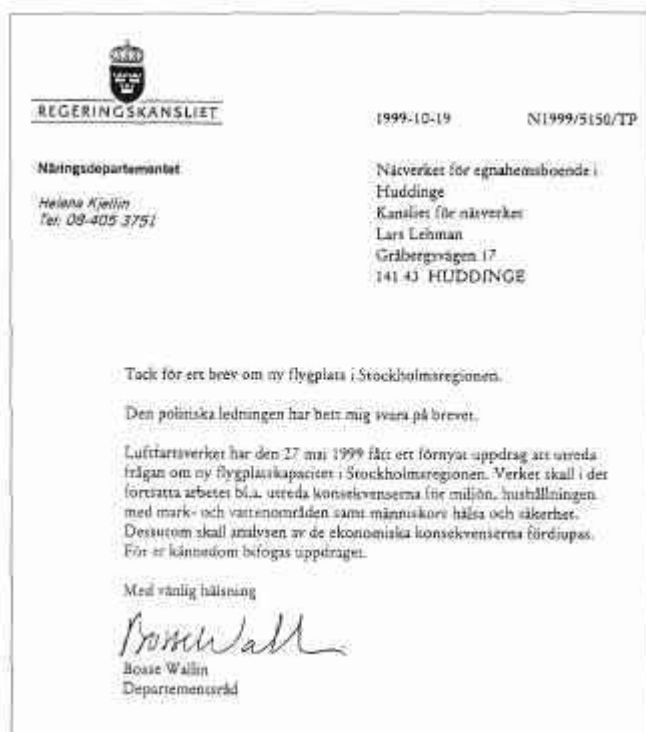 REGERINGSKANSLIET
1999-10-19 N1999/5150/TP
Näringsdepartementet
Helena Kjellin
Tel: 08-405 3751
Nätverket för egnahemsboende i
Huddinge
Kansliet för nätverket
Lars Lehman
Gråbergsvägen 17
141 43 HUDDINGE
Tack för ert brev om ny flygplats i Stockholmsregionen.
Den politiska ledningen har bett mig svara på brevet.
Luftfartsverket har den 27 maj 1999 fått ett förnyat uppdrag att utreda
frågan om ny flygplatskapacitet i Stockholmsregionen. Verket skall i det
fortsatta arbetet bl.a. utreda konsekvenserna för miljön, hushållningen
med mark- och vattenområden samt människors hälsa och säkerhet.
Dessutom skall analysen av de ekonomiska konsekvenserna fördjupas.
För er kännedom bifogas uppdraget.
Med vänlig hälsning
Bosse Wall
Bosse Wallin
Departementsråd